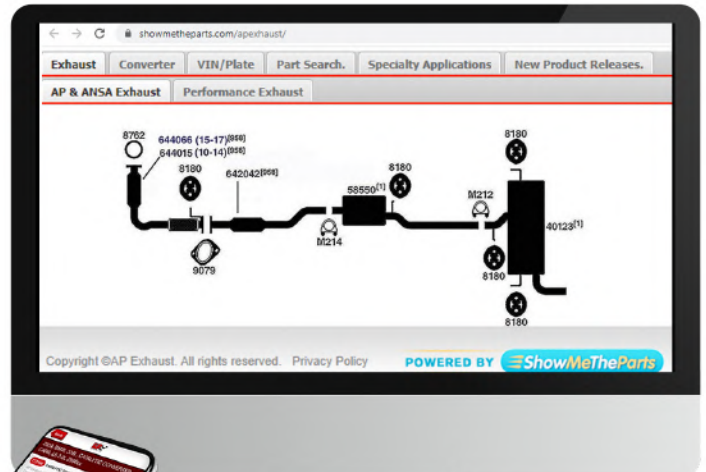 showmetheparts.com/apexhaust/
Exhaust Converter VIN/Plate Part Search. Specialty Applications New Product Releases.
AP & ANSA Exhaust Performance Exhaust
8762
644066 (15-17)[958]
644015 (10-14)[958]
8180
642042[958]
9079
M214
58550[1]
8180
M212
8180
40123[1]
8180
8180
Copyright ©AP Exhaust. All rights reserved. Privacy Policy POWERED BY ShowMeTheParts